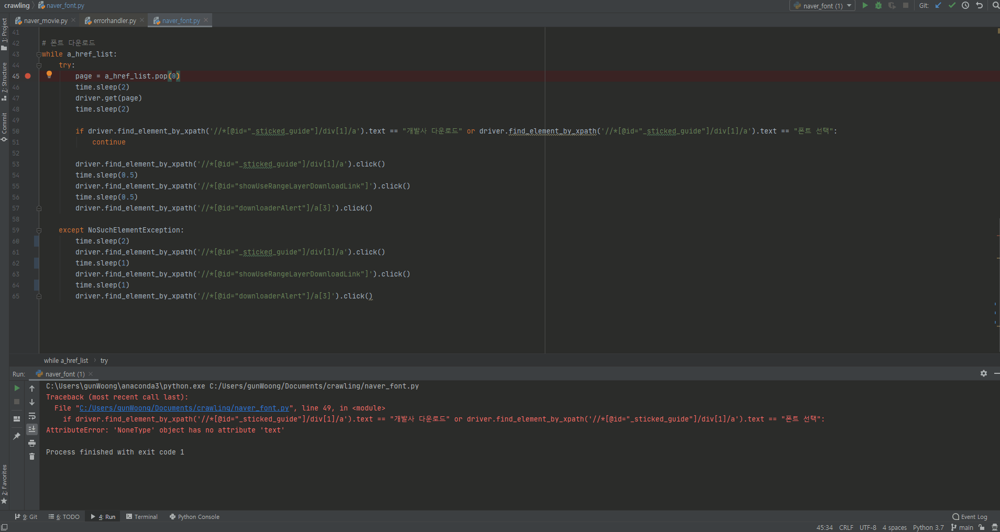 crawling naver_font.py naver_font (1) Git:
naver_movie.py errorhandler.py naver_font.py
1: Project
7: Structure
Commit
2: Favorites
41
42 # 폰트 다운로드
43 while a_href_list:
44 try:
45 page = a_href_list.pop(0)
46 time.sleep(2)
47 driver.get(page)
48 time.sleep(2)
49
50 if driver.find_element_by_xpath('//*[@id="_sticked_guide"]/div[1]/a').text == "개발사 다운로드" or driver.find_element_by_xpath('//*[@id="_sticked_guide"]/div[1]/a').text == "폰트 선택":
51 continue
52
53 driver.find_element_by_xpath('//*[@id="_sticked_guide"]/div[1]/a').click()
54 time.sleep(0.5)
55 driver.find_element_by_xpath('//*[@id="showUseRangeLayerDownloadLink"]').click()
56 time.sleep(0.5)
57 driver.find_element_by_xpath('//*[@id="downloaderAlert"]/a[3]').click()
58
59 except NoSuchElementException:
60 time.sleep(2)
61 driver.find_element_by_xpath('//*[@id="_sticked_guide"]/div[1]/a').click()
62 time.sleep(1)
63 driver.find_element_by_xpath('//*[@id="showUseRangeLayerDownloadLink"]').click()
64 time.sleep(1)
65 driver.find_element_by_xpath('//*[@id="downloaderAlert"]/a[3]').click()
while a_href_list try
Run: naver_font (1)
C:\Users\gunWoong\anaconda3\python.exe C:/Users/gunWoong/Documents/crawling/naver_font.py
Traceback (most recent call last):
File "C:/Users/gunWoong/Documents/crawling/naver_font.py", line 49, in <module>
if driver.find_element_by_xpath('//*[@id="_sticked_guide"]/div[1]/a').text == "개발사 다운로드" or driver.find_element_by_xpath('//*[@id="_sticked_guide"]/div[1]/a').text == "폰트 선택":
AttributeError: 'NoneType' object has no attribute 'text'
Process finished with exit code 1
9: Git 6: TODO 4: Run Terminal Python Console Event Log
45:34 CRLF UTF-8 4 spaces Python 3.7 main